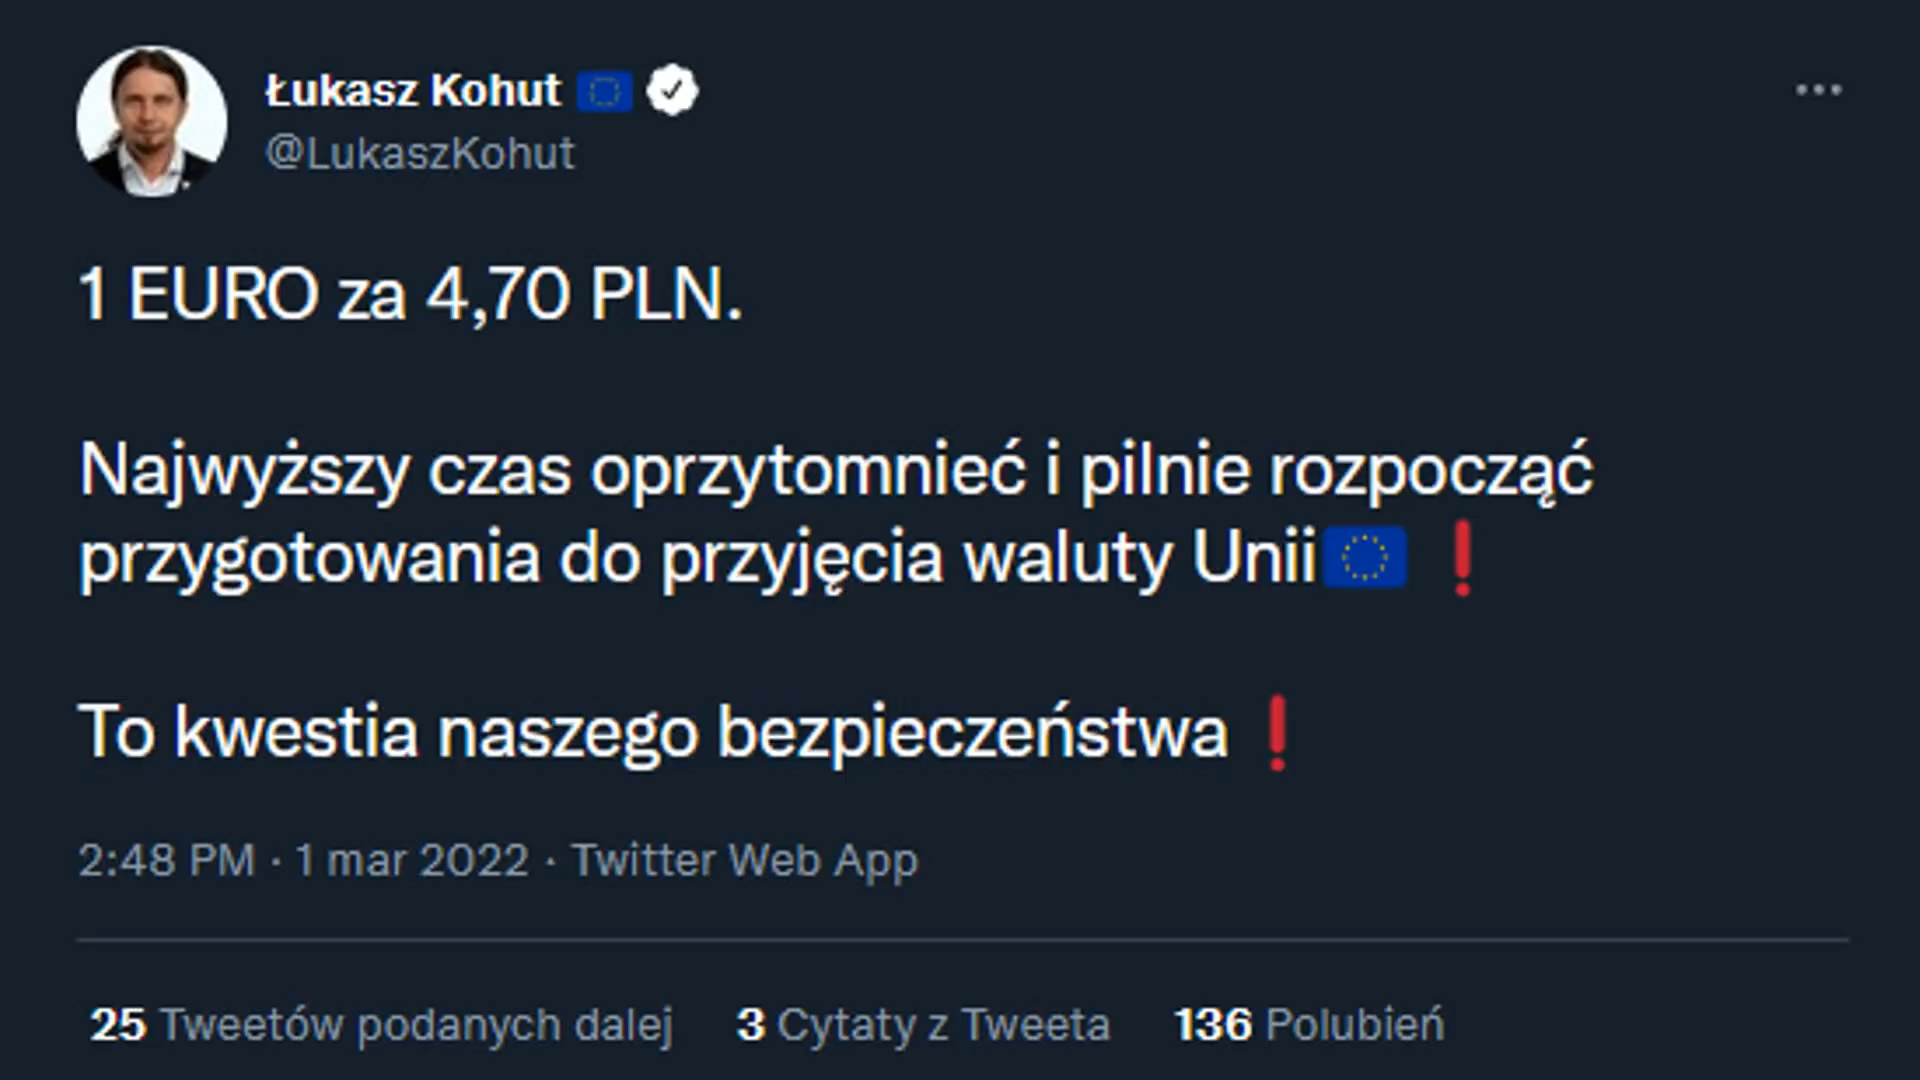 Łukasz Kohut
@LukaszKohut
1 EURO za 4,70 PLN.
Najwyższy czas oprzytomnieć i pilnie rozpocząć
przygotowania do przyjęcia waluty Unii🇪🇺❗
To kwestia naszego bezpieczeństwa❗
2:48 PM · 1 mar 2022 · Twitter Web App
25 Tweetów podanych dalej 3 Cytaty z Tweeta 136 Polubień